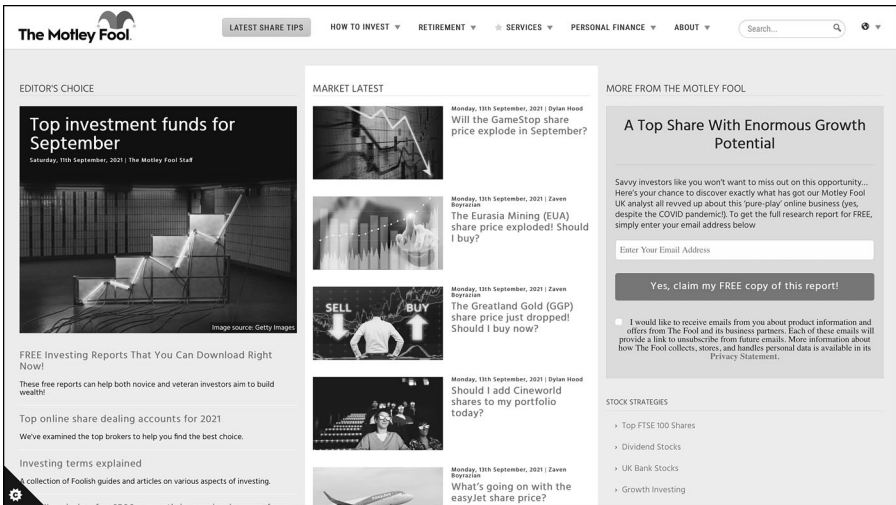 The Motley Fool.
LATEST SHARE TIPS
HOW TO INVEST
RETIREMENT
SERVICES
PERSONAL FINANCE
ABOUT
Search...
EDITOR'S CHOICE
Top investment funds for
September
Saturday, 11th September, 2021 | The Motley Fool Staff
Image source: Getty Images
FREE Investing Reports That You Can Download Right
Now!
These free reports can help both novice and veteran investors aim to build
wealth!
Top online share dealing accounts for 2021
We've examined the top brokers to help you find the best choice.
Investing terms explained
A collection of Foolish guides and articles on various aspects of investing.
MARKET LATEST
Monday, 13th September, 2021 | Dylan Hood
Will the GameStop share
price explode in September?
Monday, 13th September, 2021 | Zaven
Boyrazian
The Eurasia Mining (EUA)
share price exploded! Should
I buy?
SELL
BUY
Monday, 13th September, 2021 | Zaven
Boyrazian
The Greatland Gold (GGP)
share price just dropped!
Should I buy now?
Monday, 13th September, 2021 | Dylan Hood
Should I add Cineworld
shares to my portfolio
today?
Monday, 13th September, 2021 | Zaven
Boyrazian
What's going on with the
easyJet share price?
MORE FROM THE MOTLEY FOOL
A Top Share With Enormous Growth
Potential
Savvy investors like you won't want to miss out on this opportunity…
Here's your chance to discover exactly what has got our Motley Fool
UK analyst all revved up about this 'pure-play' online business (yes,
despite the COVID pandemic!). To get the full research report for FREE,
simply enter your email address below
Enter Your Email Address
Yes, claim my FREE copy of this report!
I would like to receive emails from you about product information and
offers from The Fool and its business partners. Each of these emails will
provide a link to unsubscribe from future emails. More information about
how The Fool collects, stores, and handles personal data is available in its
Privacy Statement.
STOCK STRATEGIES
› Top FTSE 100 Shares
› Dividend Stocks
› UK Bank Stocks
› Growth Investing